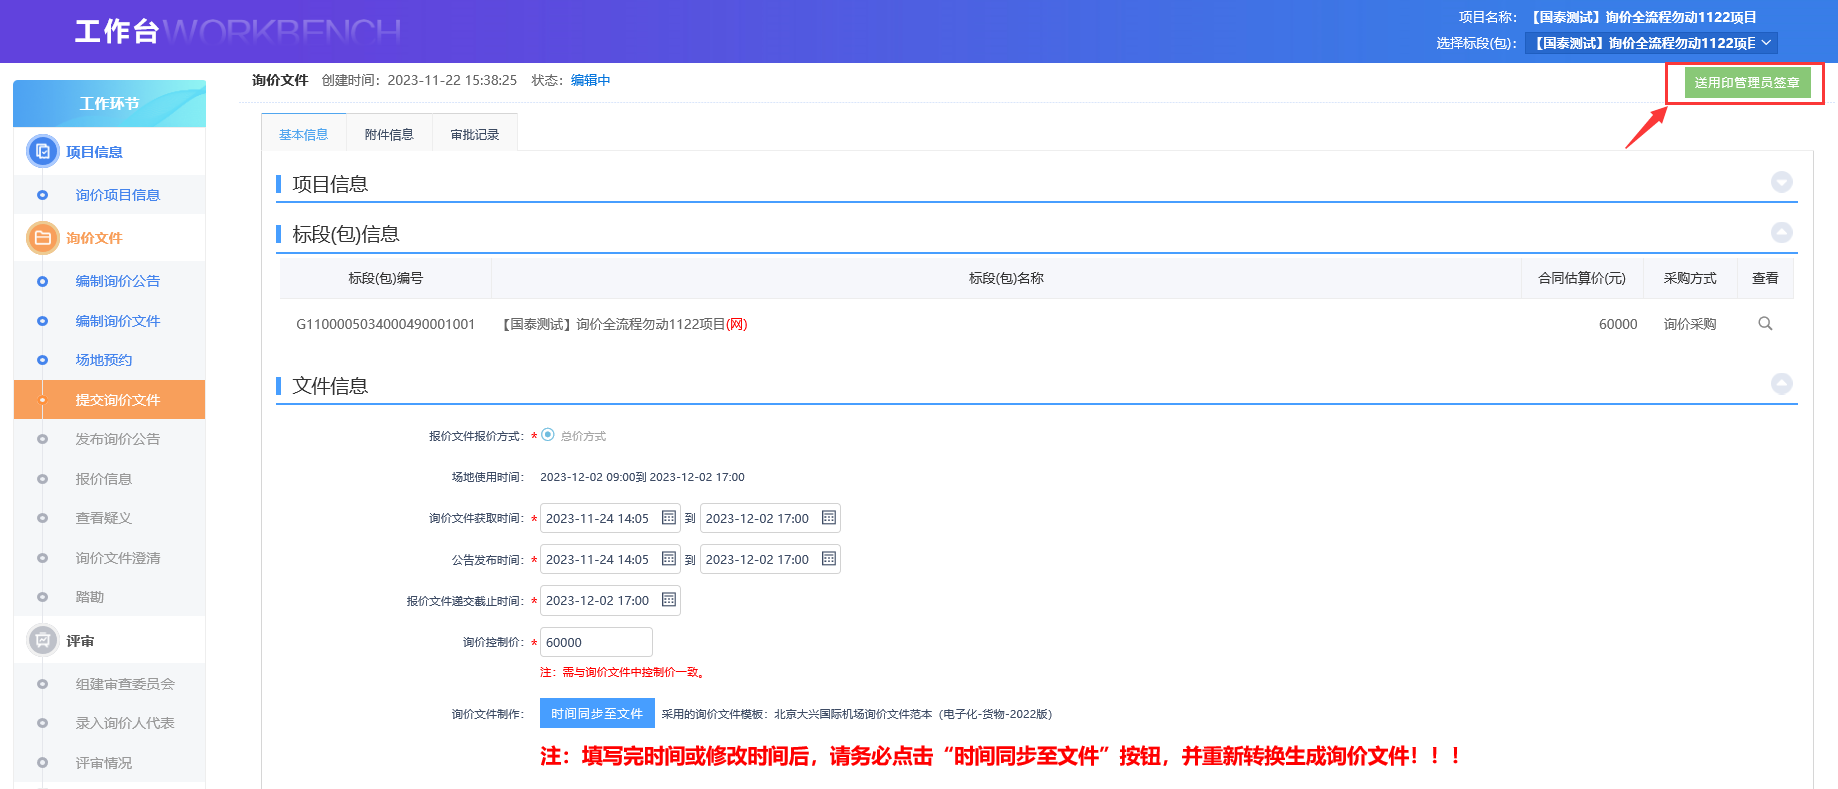 工作台WORKBENCH
项目名称：【国泰测试】询价全流程勿动1122项目
选择标段(包)：【国泰测试】询价全流程勿动1122项目
询价文件 创建时间：2023-11-22 15:38:25 状态：编辑中
送用印管理员签章
工作环节
项目信息
询价项目信息
询价文件
编制询价公告
编制询价文件
场地预约
提交询价文件
发布询价公告
报价信息
查看疑义
询价文件澄清
踏勘
评审
组建审查委员会
录入询价人代表
评审情况
基本信息 附件信息 审批记录
项目信息
标段(包)信息
标段(包)编号 标段(包)名称 合同估算价(元) 采购方式 查看
G1100005034000490001001 【国泰测试】询价全流程勿动1122项目(网) 60000 询价采购
文件信息
报价文件报价方式：* 总价方式
场地使用时间： 2023-12-02 09:00到 2023-12-02 17:00
询价文件获取时间：* 2023-11-24 14:05 到 2023-12-02 17:00
公告发布时间：* 2023-11-24 14:05 到 2023-12-02 17:00
报价文件递交截止时间：* 2023-12-02 17:00
询价控制价：* 60000
注：需与询价文件中控制价一致。
询价文件制作： 时间同步至文件 采用的询价文件模板：北京大兴国际机场询价文件范本（电子化-货物-2022版）
注：填写完时间或修改时间后，请务必点击“时间同步至文件”按钮，并重新转换生成询价文件！！！